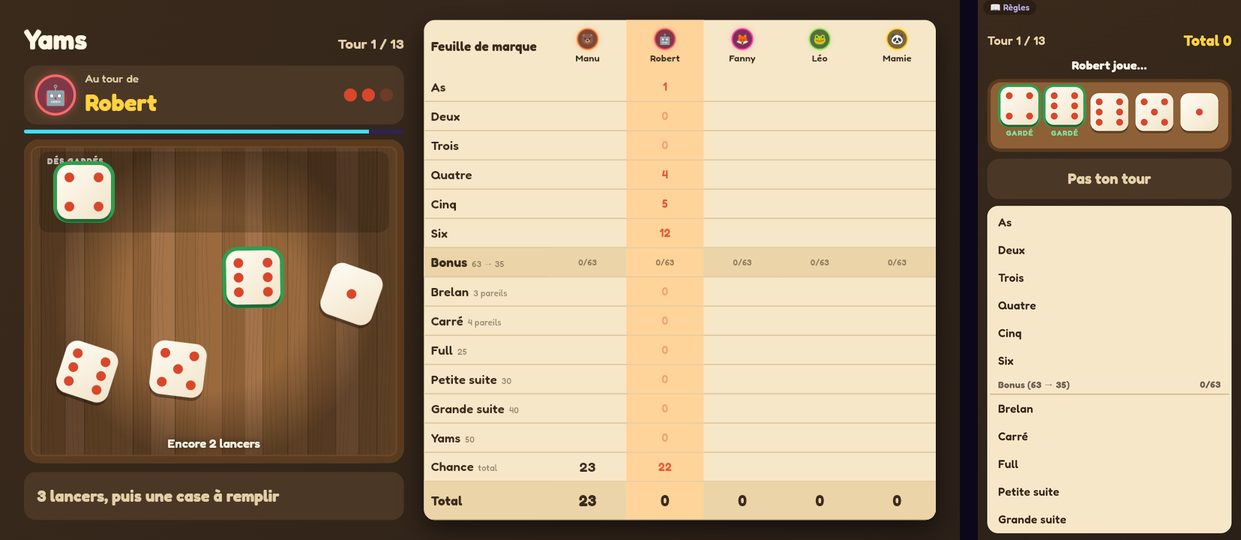 Yams
Tour 1 / 13
Au tour de
Robert
DÉS GARDÉS
Encore 2 lancers
3 lancers, puis une case à remplir
Feuille de marque Manu Robert Fanny Léo Mamie
As 1
Deux 0
Trois 0
Quatre 4
Cinq 5
Six 12
Bonus 63 → 35 0/63 0/63 0/63 0/63 0/63
Brelan 3 pareils 0
Carré 4 pareils 0
Full 25 0
Petite suite 30 0
Grande suite 40 0
Yams 50 0
Chance total 23 22
Total 23 0 0 0 0
Règles
Tour 1 / 13 Total 0
Robert joue...
GARDÉ GARDÉ
Pas ton tour
As
Deux
Trois
Quatre
Cinq
Six
Bonus (63 → 35) 0/63
Brelan
Carré
Full
Petite suite
Grande suite